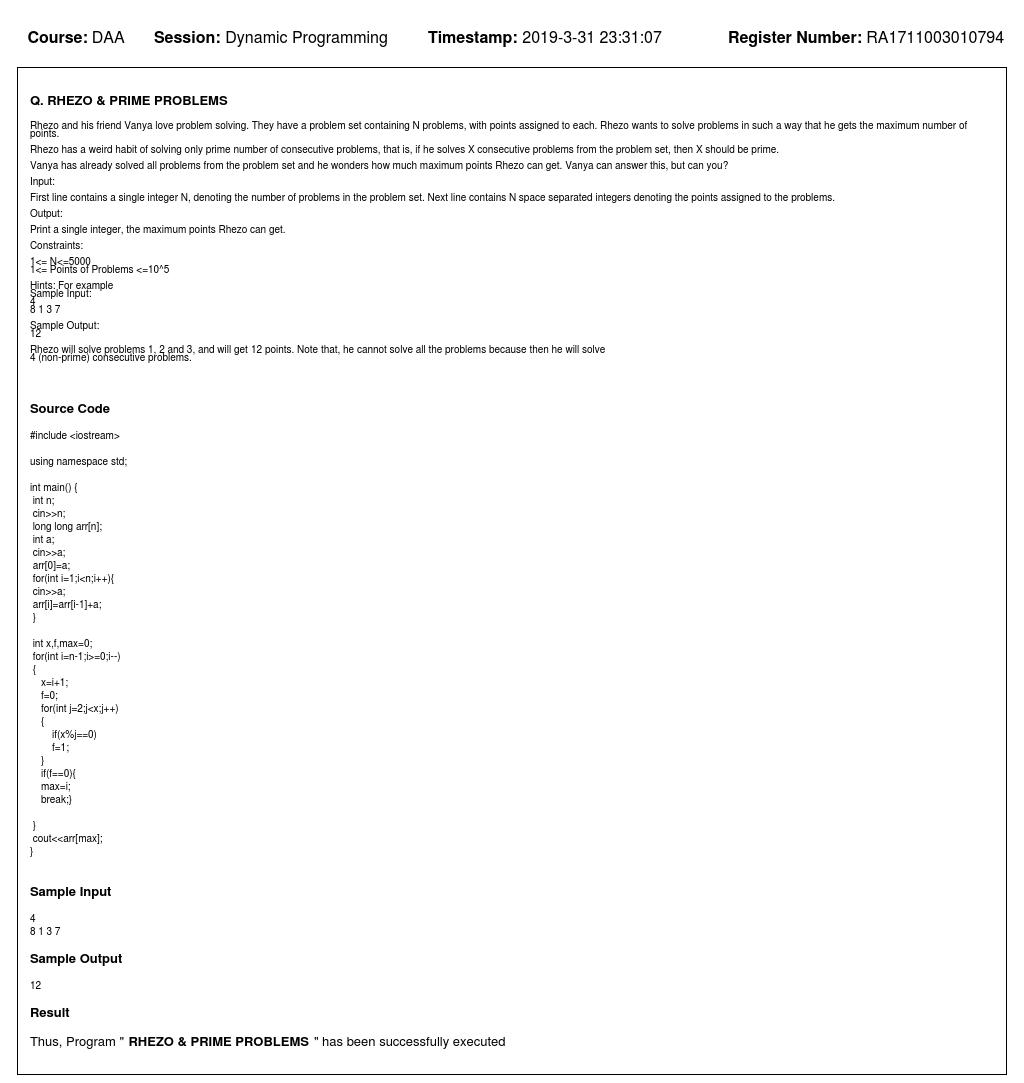 Course: DAA Session: Dynamic Programming Timestamp: 2019-3-31 23:31:07 Register Number: RA1711003010794
Q. RHEZO & PRIME PROBLEMS
Rhezo and his friend Vanya love problem solving. They have a problem set containing N problems, with points assigned to each. Rhezo wants to solve problems in such a way that he gets the maximum number of
points.
Rhezo has a weird habit of solving only prime number of consecutive problems, that is, if he solves X consecutive problems from the problem set, then X should be prime.
Vanya has already solved all problems from the problem set and he wonders how much maximum points Rhezo can get. Vanya can answer this, but can you?
Input:
First line contains a single integer N, denoting the number of problems in the problem set. Next line contains N space separated integers denoting the points assigned to the problems.
Output:
Print a single integer, the maximum points Rhezo can get.
Constraints:
1<= N<=5000
1<= Points of Problems <=10^5
Hints: For example
Sample Input:
4
8 1 3 7
Sample Output:
12
Rhezo will solve problems 1, 2 and 3, and will get 12 points. Note that, he cannot solve all the problems because then he will solve
4 (non-prime) consecutive problems.
Source Code
#include <iostream>
using namespace std;
int main() {
int n;
cin>>n;
long long arr[n];
int a;
cin>>a;
arr[0]=a;
for(int i=1;i<n;i++){
cin>>a;
arr[i]=arr[i-1]+a;
}
int x,f,max=0;
for(int i=n-1;i>=0;i--)
{
x=i+1;
f=0;
for(int j=2;j<x;j++)
{
if(x%j==0)
f=1;
}
if(f==0){
max=i;
break;}
}
cout<<arr[max];
}
Sample Input
4
8 1 3 7
Sample Output
12
Result
Thus, Program " RHEZO & PRIME PROBLEMS " has been successfully executed